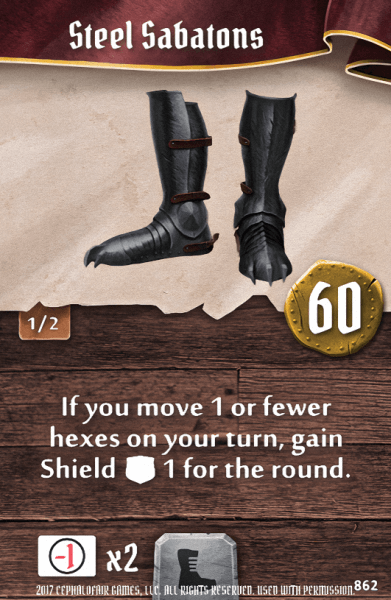 Steel Sabatons
60
1/2
If you move 1 or fewer
hexes on your turn, gain
Shield 1 for the round.
-1 x2
2017 CEPHALOFAIR GAMES, LLC. ALL RIGHTS RESERVED. USED WITH PERMISSION. 862